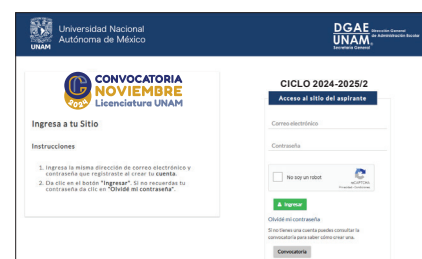 UNAM
Universidad Nacional
Autónoma de México
DGAE
UNAM
Dirección General
de Administración Escolar
Secretaría General
CONVOCATORIA
NOVIEMBRE
2024
Licenciatura UNAM
Ingresa a tu Sitio
Instrucciones
1. Ingresa la misma dirección de correo electrónico y
contraseña que registraste al crear tu cuenta.
2. Da clic en el botón "Ingresar". Si no recuerdas tu
contraseña da clic en "Olvidé mi contraseña".
CICLO 2024-2025/2
Acceso al sitio del aspirante
Correo electrónico
Contraseña
No soy un robot
reCAPTCHA
Ingresar
Olvidé mi contraseña
Si no tienes una cuenta puedes consultar la
convocatoria para saber cómo crear una.
Convocatoria